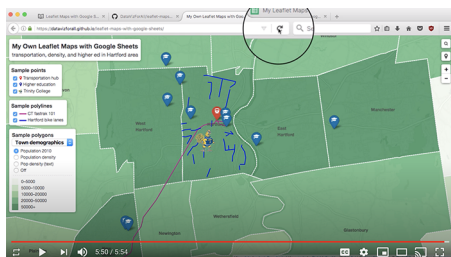 Leaflet Maps with Google S...
My Own Leaflet Maps with Goo...
My Leaflet Maps
https://datavizforall.github.io/leaflet-maps-with-google-sheets/
My Own Leaflet Maps with Google Sheets
transportation, density, and higher ed in Hartford area
Sample points
Transportation hub
Higher education
Trinity College
Sample polylines
CT fastrak 101
Hartford bike lanes
Sample polygons
Town demographics
Population 2010
Population density
Pop density (text)
Off
0–5000
5000–10000
10000–20000
20000–50000
50000+
West
Hartford
East
Hartford
Manchester
Newington
Wethersfield
Glastonbury
5:50 / 5:54
CC